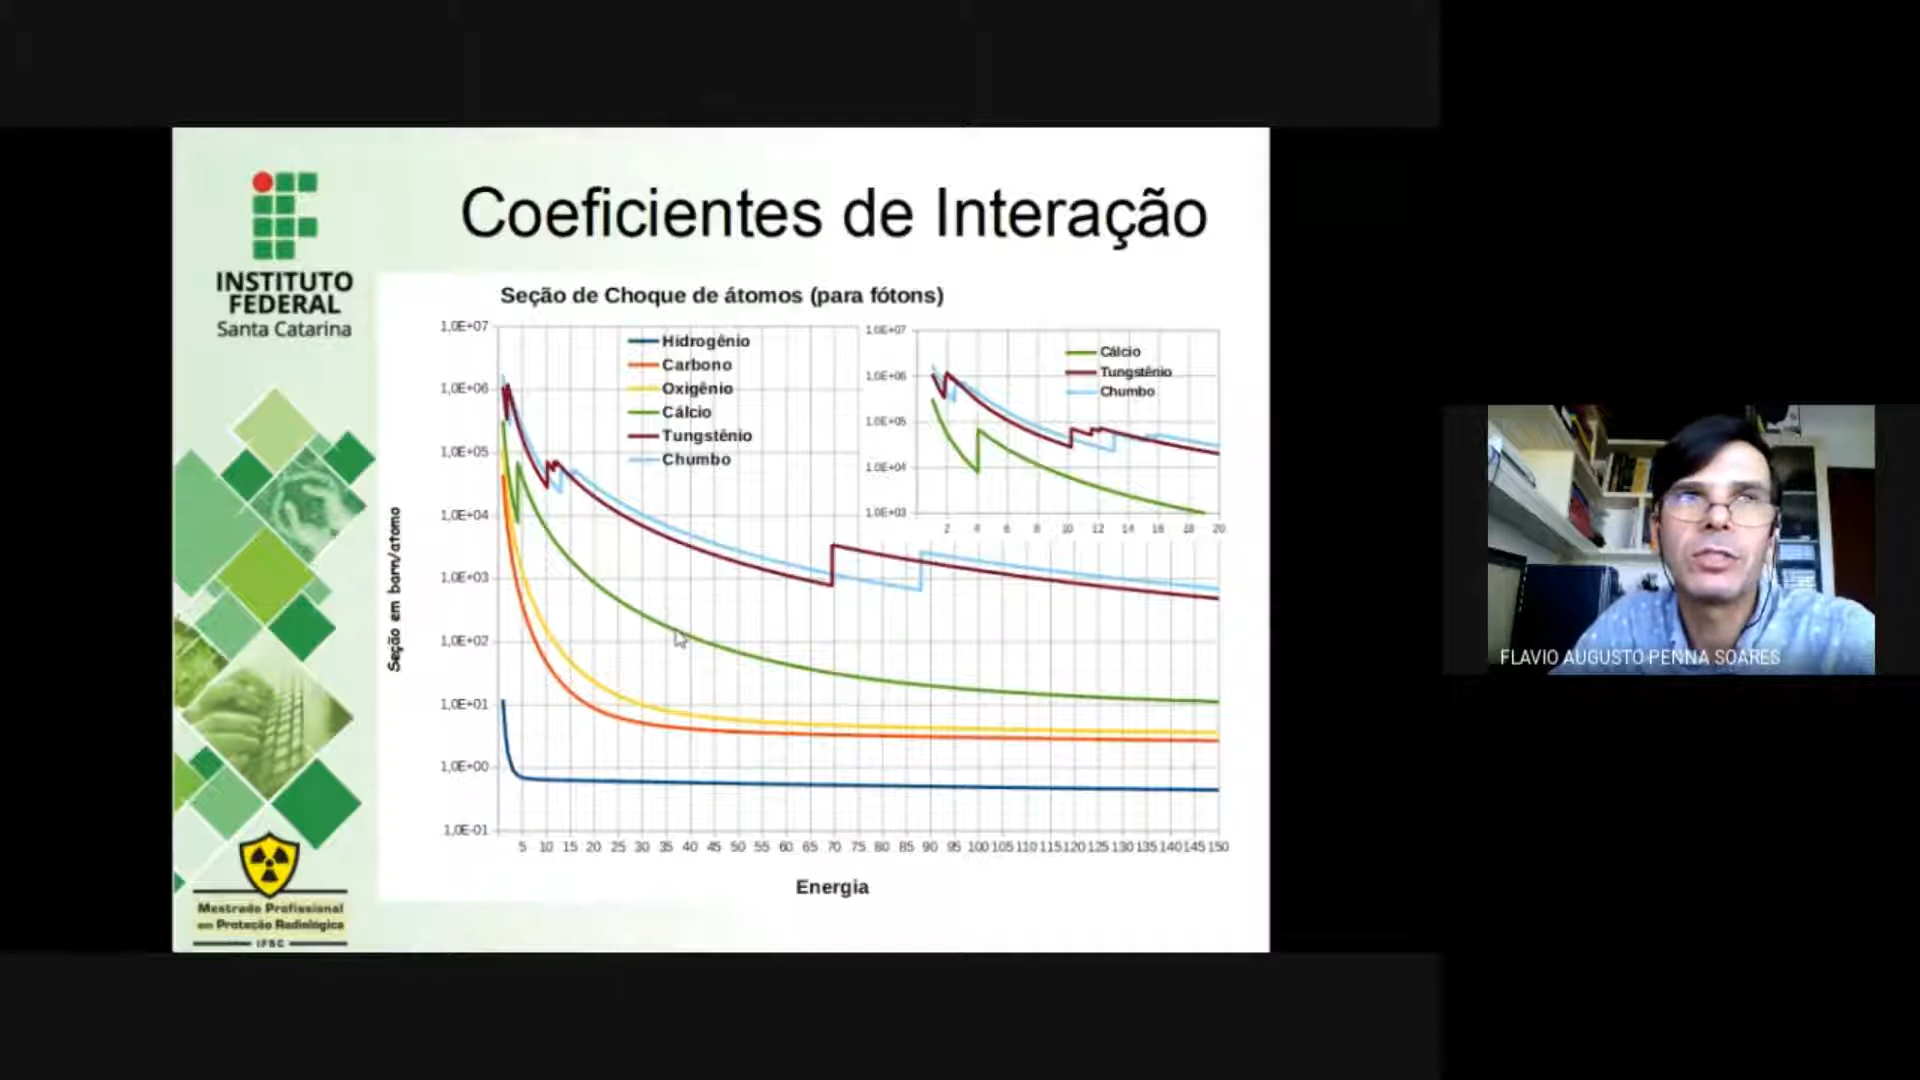 Coeficientes de Interação
INSTITUTO
FEDERAL
Santa Catarina
Seção de Choque de átomos (para fótons)
Seção em barn/atomo
1,0E+07
1,0E+06
1,0E+05
1,0E+04
1,0E+03
1,0E+02
1,0E+01
1,0E+00
1,0E-01
Hidrogênio
Carbono
Oxigênio
Cálcio
Tungstênio
Chumbo
1,0E+07
1,0E+06
1,0E+05
1,0E+04
1,0E+03
Cálcio
Tungstênio
Chumbo
2 4 6 8 10 12 14 16 18 20
5 10 15 20 25 30 35 40 45 50 55 60 65 70 75 80 85 90 95 100 105 110 115 120 125 130 135 140 145 150
Energia
Mestrado Profissional
em Proteção Radiológica
IFSC
FLAVIO AUGUSTO PENNA SOARES